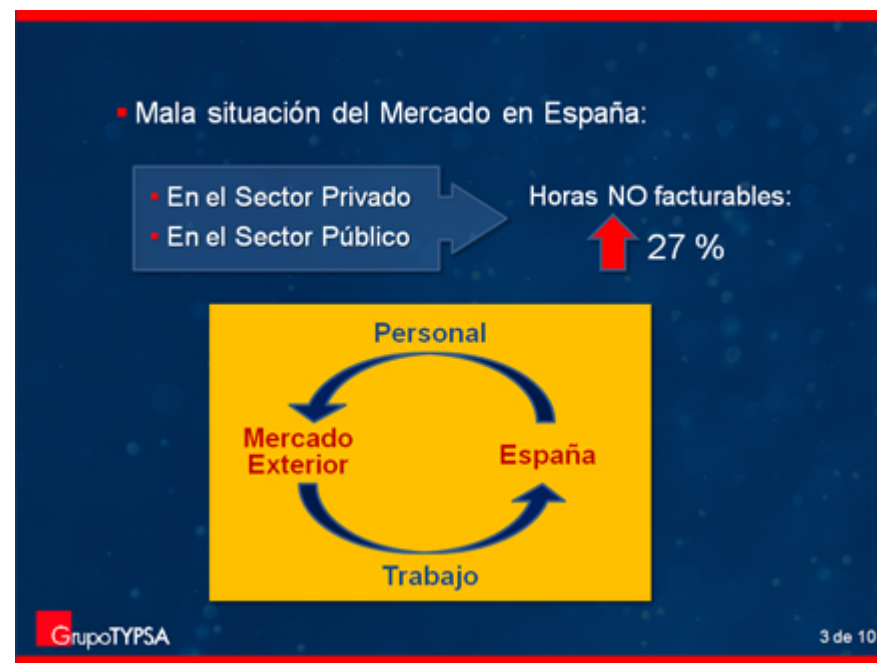 Mala situación del Mercado en España:
En el Sector Privado
En el Sector Público
Horas NO facturables:
27 %
Personal
Mercado
Exterior
España
Trabajo
GrupoTYPSA
3 de 10